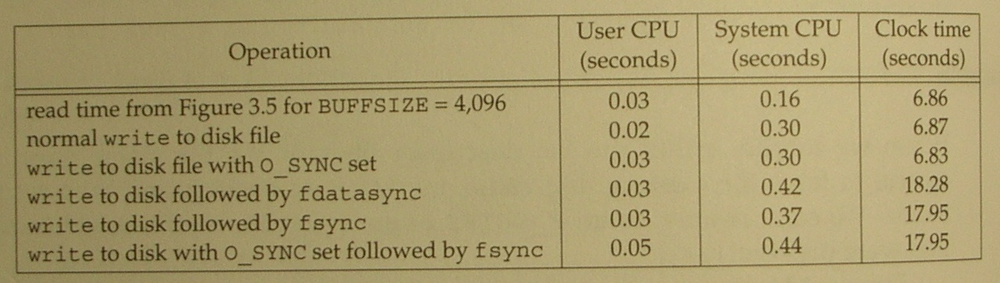 Operation User CPU (seconds) System CPU (seconds) Clock time (seconds)
read time from Figure 3.5 for BUFFSIZE = 4,096 0.03 0.16 6.86
normal write to disk file 0.02 0.30 6.87
write to disk file with O_SYNC set 0.03 0.30 6.83
write to disk followed by fdatasync 0.03 0.42 18.28
write to disk followed by fsync 0.03 0.37 17.95
write to disk with O_SYNC set followed by fsync 0.05 0.44 17.95